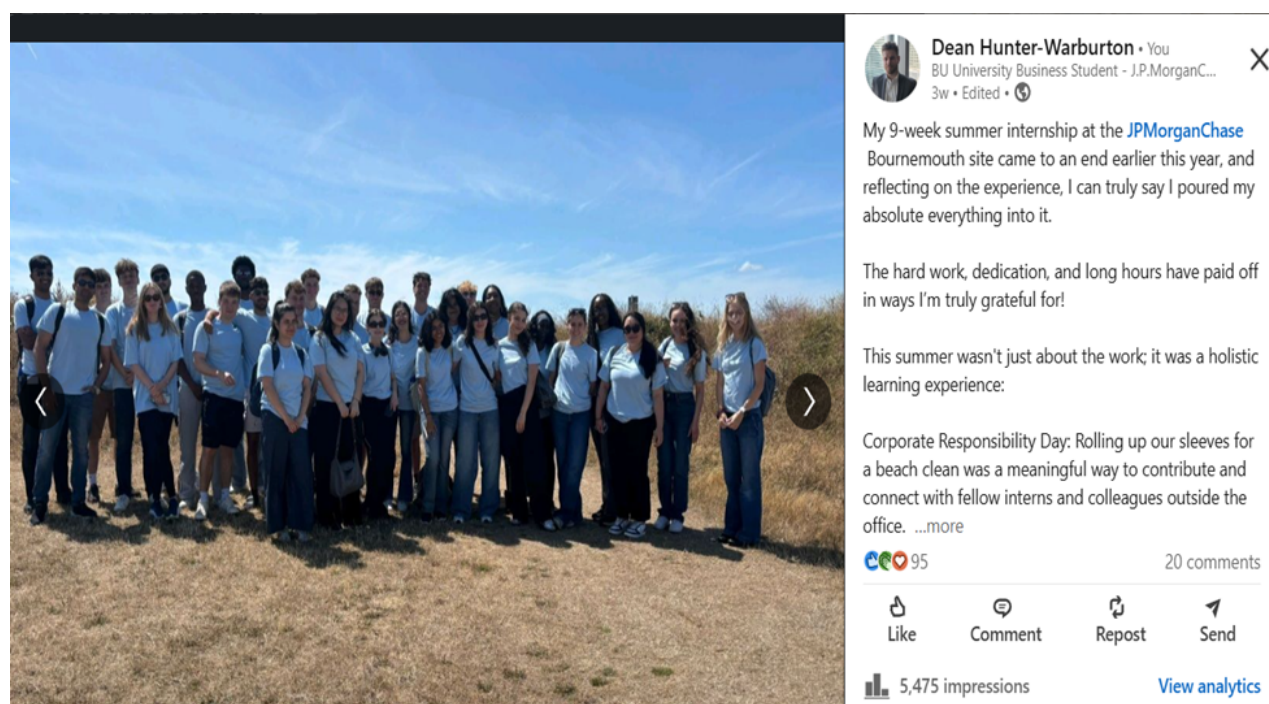 Dean Hunter-Warburton • You
BU University Business Student - J.P.MorganC...
3w • Edited •
My 9-week summer internship at the JPMorganChase
Bournemouth site came to an end earlier this year, and
reflecting on the experience, I can truly say I poured my
absolute everything into it.
The hard work, dedication, and long hours have paid off
in ways I'm truly grateful for!
This summer wasn't just about the work; it was a holistic
learning experience:
Corporate Responsibility Day: Rolling up our sleeves for
a beach clean was a meaningful way to contribute and
connect with fellow interns and colleagues outside the
office. ...more
95 20 comments
Like Comment Repost Send
5,475 impressions View analytics